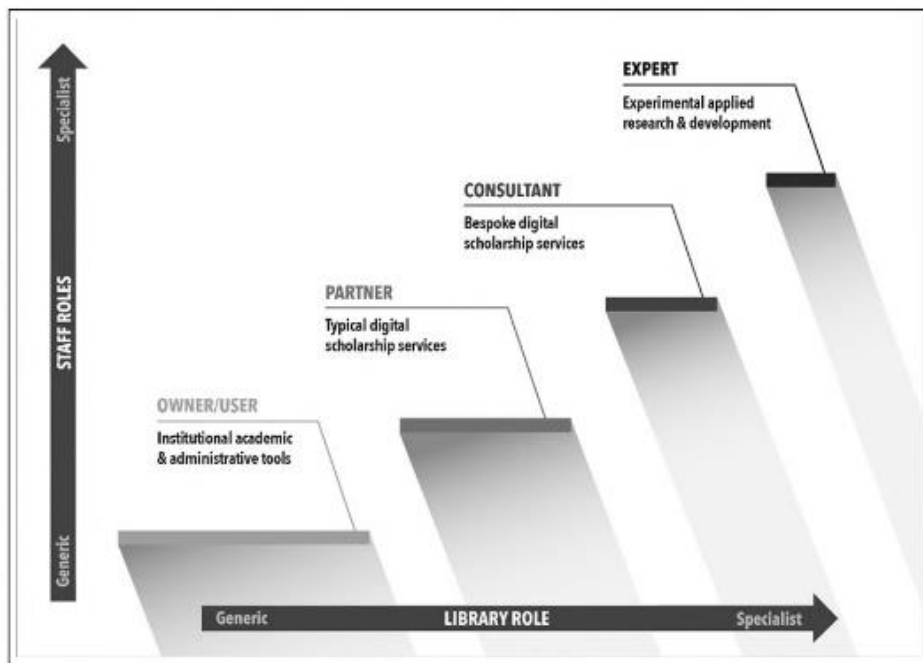 EXPERT
Experimental applied
research & development
CONSULTANT
Bespoke digital
scholarship services
PARTNER
Typical digital
scholarship services
OWNER/USER
Institutional academic
& administrative tools
Specialist
STAFF ROLES
Generic
Generic
LIBRARY ROLE
Specialist